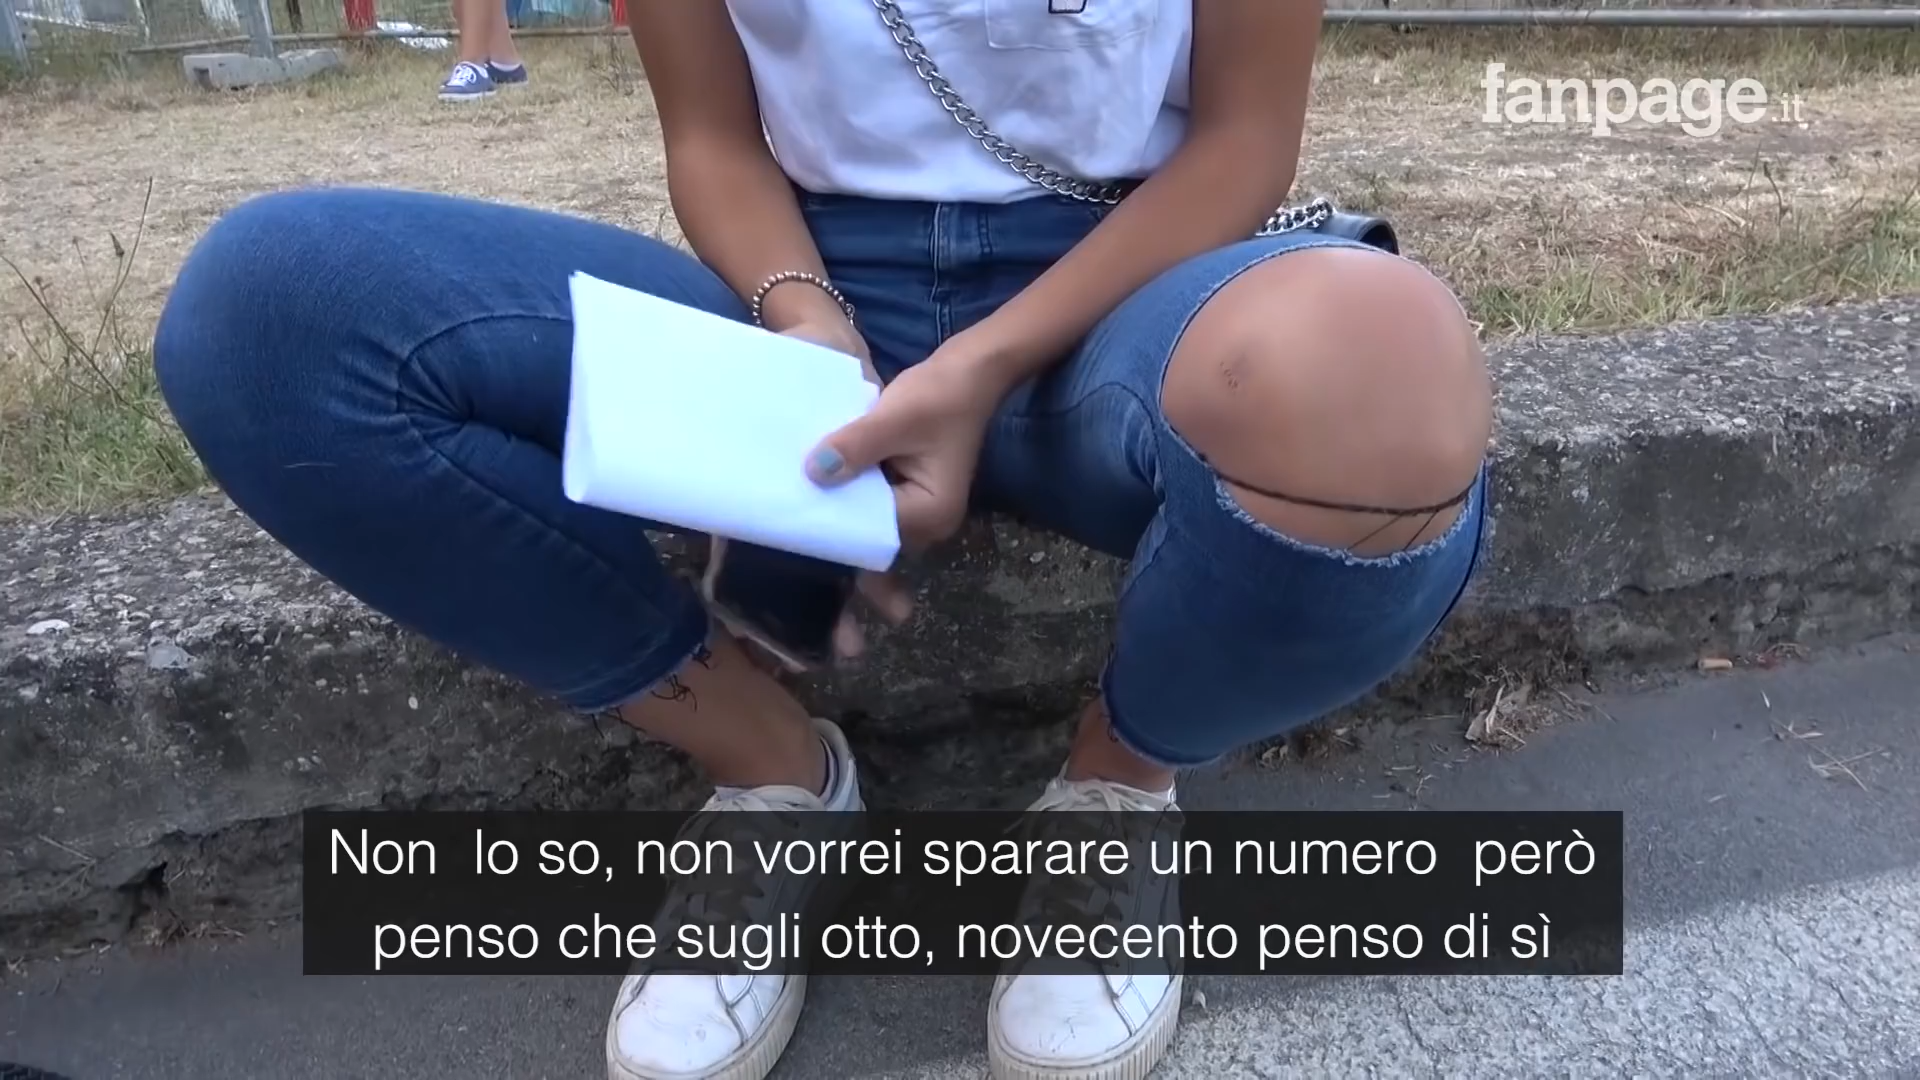 fanpage.it
Non lo so, non vorrei sparare un numero però
penso che sugli otto, novecento penso di sì